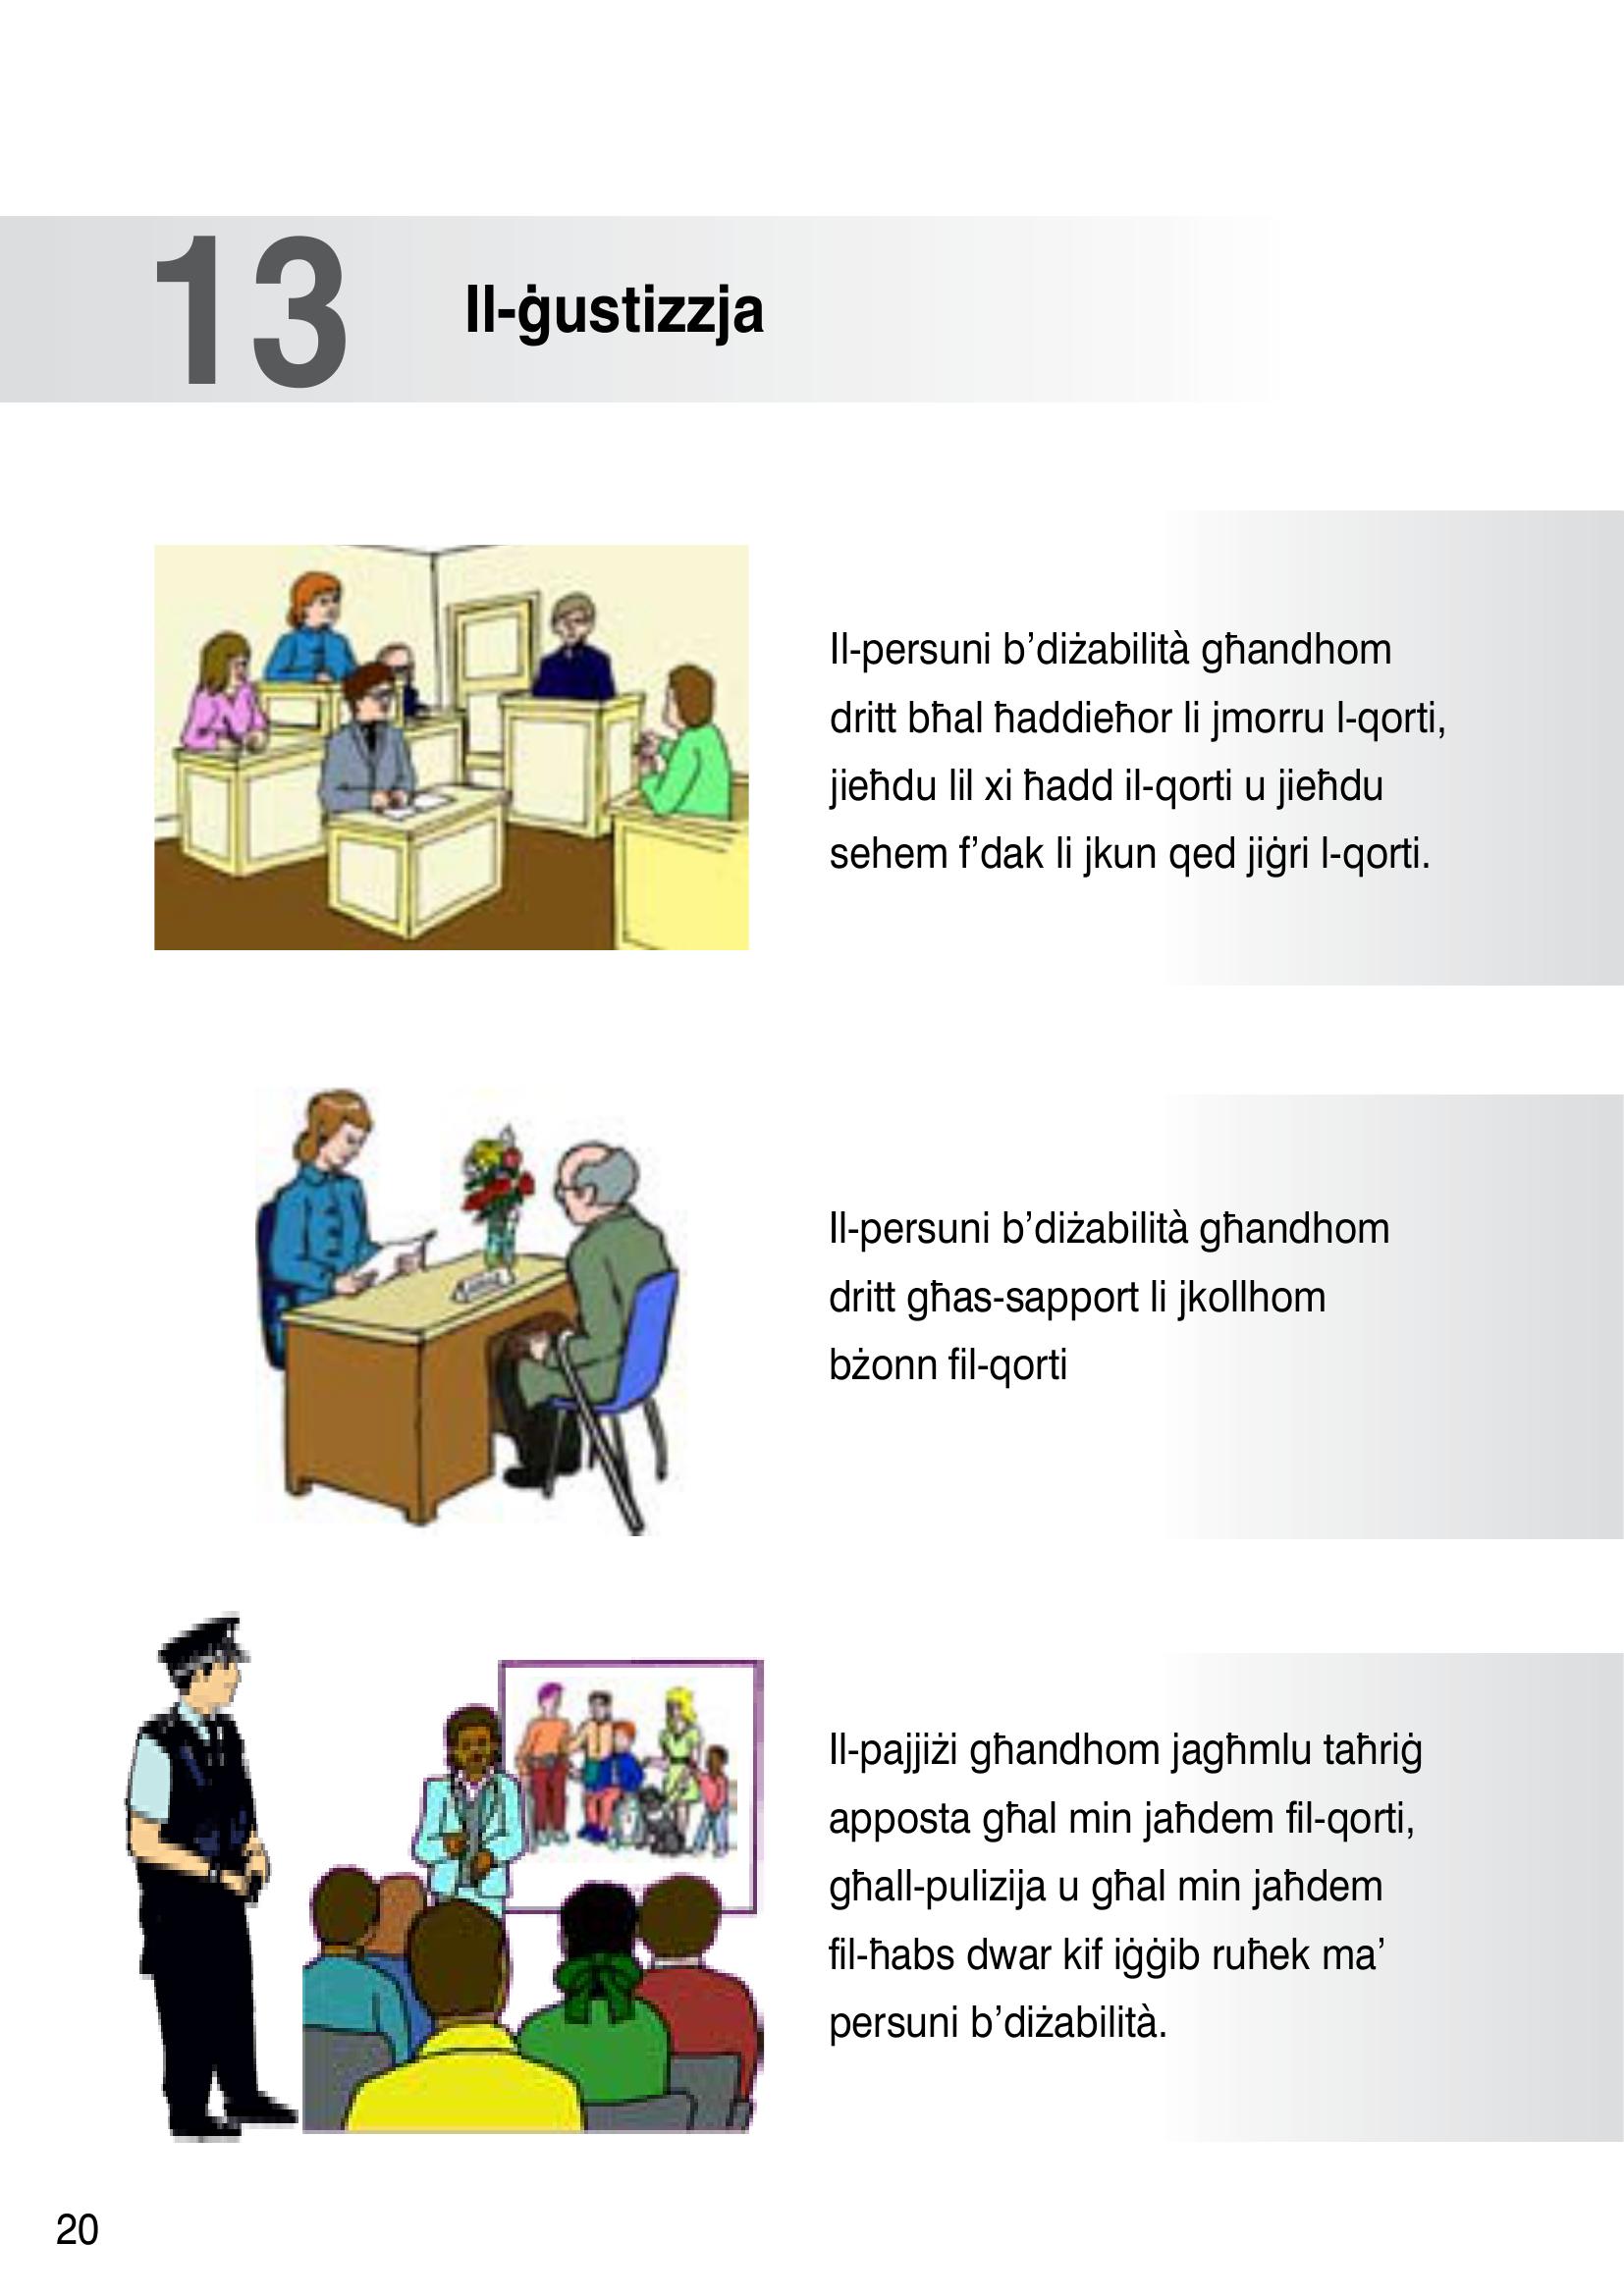 13
Il-ġustizzja
Il-persuni b’diżabilità għandhom
dritt bħal ħaddieħor li jmorru l-qorti,
jieħdu lil xi ħadd il-qorti u jieħdu
sehem f’dak li jkun qed jiġri l-qorti.
Il-persuni b’diżabilità għandhom
dritt għas-sapport li jkollhom
bżonn fil-qorti
Il-pajjiżi għandhom jagħmlu taħriġ
apposta għal min jaħdem fil-qorti,
għall-pulizija u għal min jaħdem
fil-ħabs dwar kif iġġib ruħek ma’
persuni b’diżabilità.
20